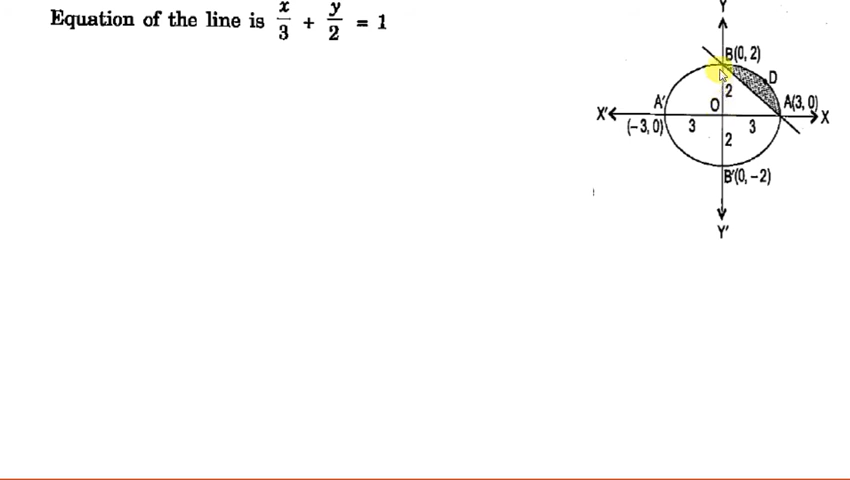 Equation of the line is x/3 + y/2 = 1
Y
B(0, 2)
D
2
A'
O
A(3, 0)
X'
X
(−3, 0)
3
3
2
B'(0, −2)
Y'